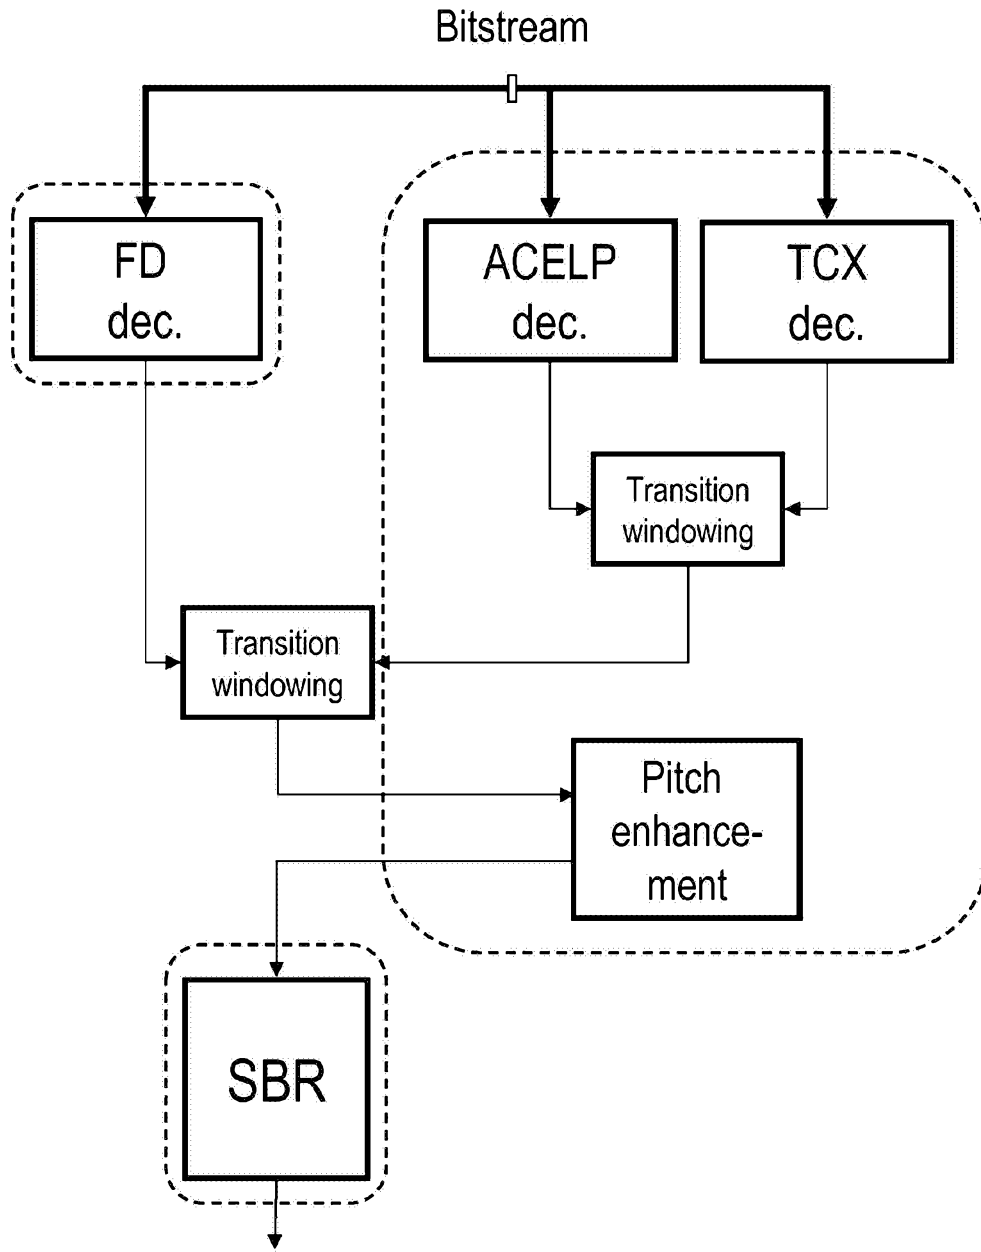 Bitstream
FD
dec.
ACELP
dec.
TCX
dec.
Transition
windowing
Transition
windowing
Pitch
enhance-
ment
SBR